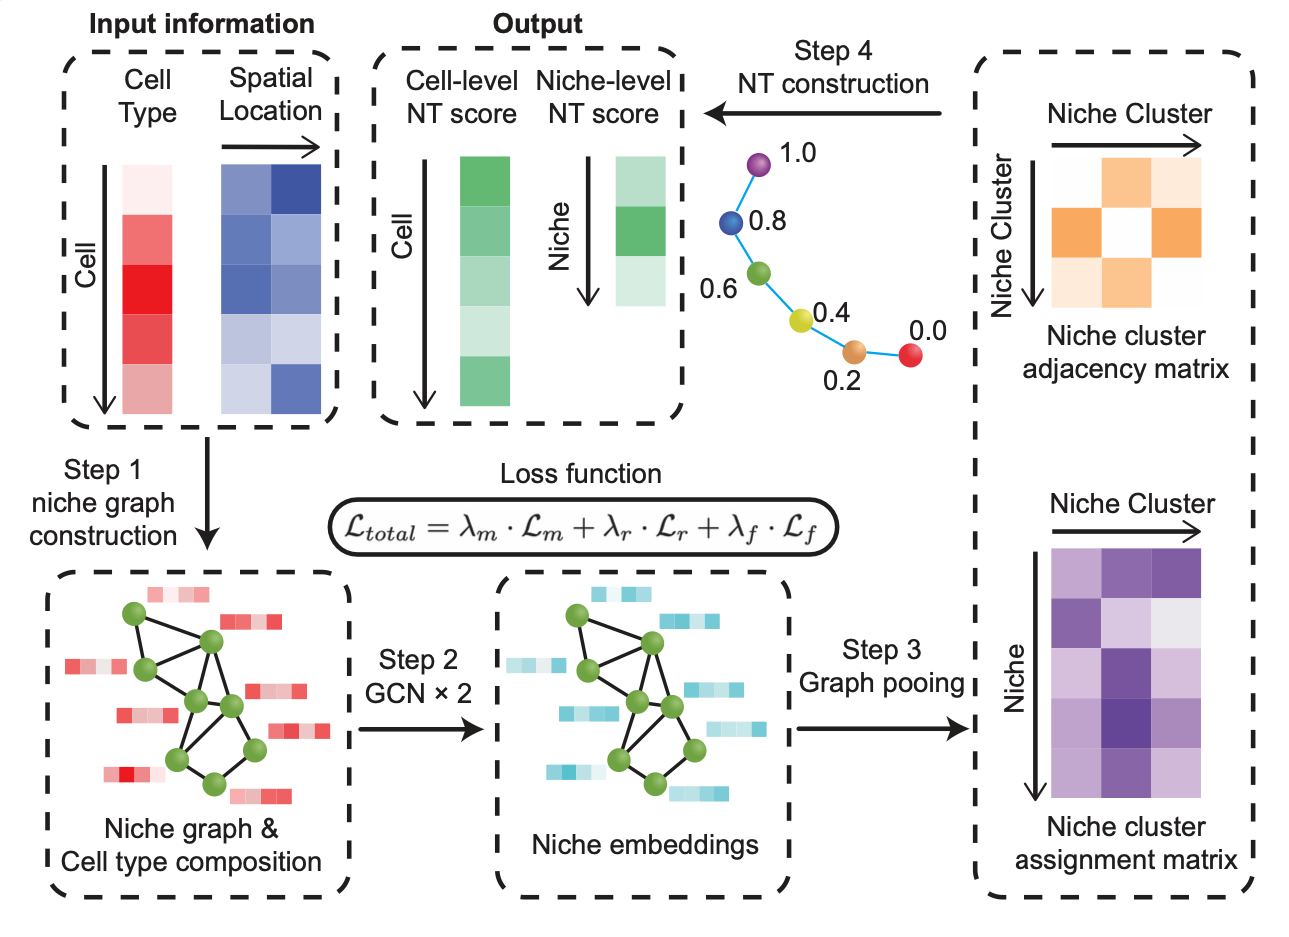 Input information
Cell
Type
Spatial
Location
Cell
Output
Cell-level
NT score
Niche-level
NT score
Cell
Niche
Step 4
NT construction
1.0
0.8
0.6
0.4
0.2
0.0
Niche Cluster
Niche Cluster
Niche cluster
adjacency matrix
Step 1
niche graph
construction
Loss function
$\mathcal{L}_{total} = \lambda_m \cdot \mathcal{L}_m + \lambda_r \cdot \mathcal{L}_r + \lambda_f \cdot \mathcal{L}_f$
Niche graph &
Cell type composition
Step 2
GCN × 2
Niche embeddings
Step 3
Graph pooing
Niche Cluster
Niche
Niche cluster
assignment matrix